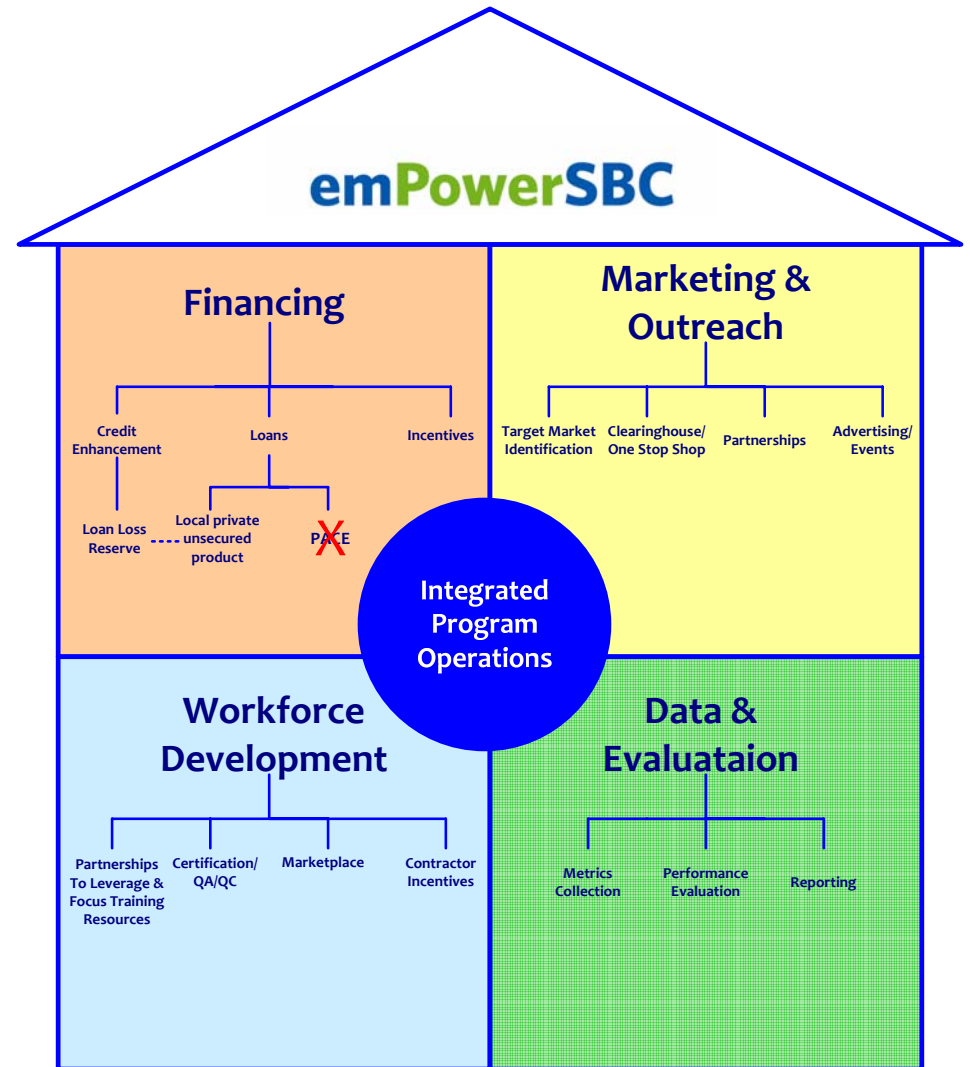 emPowerSBC
Financing
Credit
Enhancement
Loans
Incentives
Loan Loss
Reserve
Local private
unsecured
product
PACE
X
Marketing &
Outreach
Target Market
Identification
Clearinghouse/
One Stop Shop
Partnerships
Advertising/
Events
Integrated
Program
Operations
Workforce
Development
Partnerships
To Leverage &
Focus Training
Resources
Certification/
QA/QC
Marketplace
Contractor
Incentives
Data &
Evaluataion
Metrics
Collection
Performance
Evaluation
Reporting